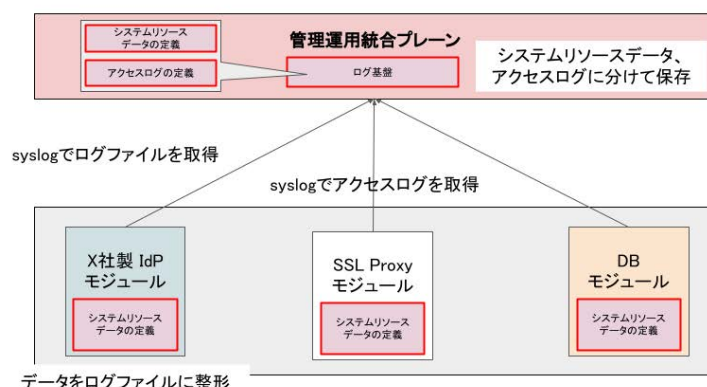 システムリソース
データの定義
アクセスログの定義
管理運用統合プレーン
ログ基盤
システムリソースデータ、
アクセスログに分けて保存
syslogでログファイルを取得
syslogでアクセスログを取得
X社製 IdP
モジュール
システムリソース
データの定義
SSL Proxy
モジュール
システムリソース
データの定義
DB
モジュール
システムリソース
データの定義
データをログファイルに整形